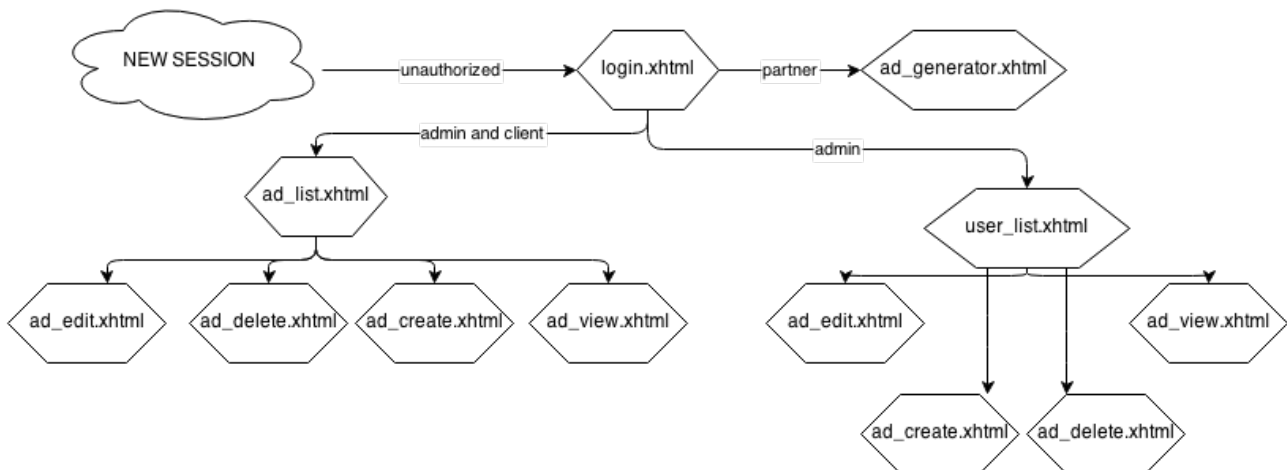 NEW SESSION
unauthorized
login.xhtml
partner
ad_generator.xhtml
admin and client
admin
ad_list.xhtml
user_list.xhtml
ad_edit.xhtml
ad_delete.xhtml
ad_create.xhtml
ad_view.xhtml
ad_edit.xhtml
ad_view.xhtml
ad_create.xhtml
ad_delete.xhtml